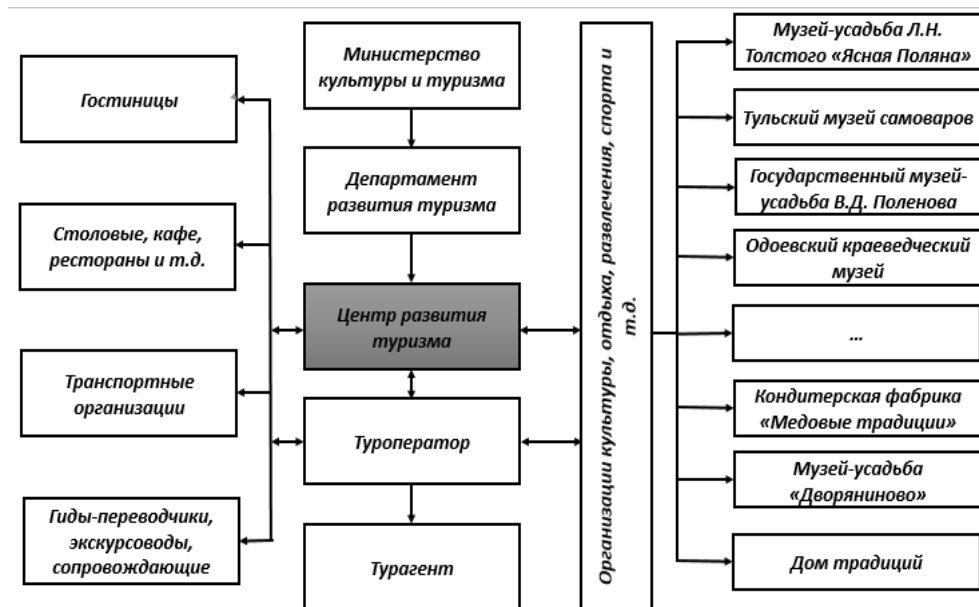 Гостиницы
Столовые, кафе,
рестораны и т.д.
Транспортные
организации
Гиды-переводчики,
экскурсоводы,
сопровождающие
Министерство
культуры и туризма
Департамент
развития туризма
Центр развития
туризма
Туроператор
Турагент
Организации культуры, отдыха, развлечения, спорта и
т.д.
Музей-усадьба Л.Н.
Толстого «Ясная Поляна»
Тульский музей самоваров
Государственный музей-
усадьба В.Д. Поленова
Одоевский краеведческий
музей
...
Кондитерская фабрика
«Медовые традиции»
Музей-усадьба
«Дворяниново»
Дом традиций